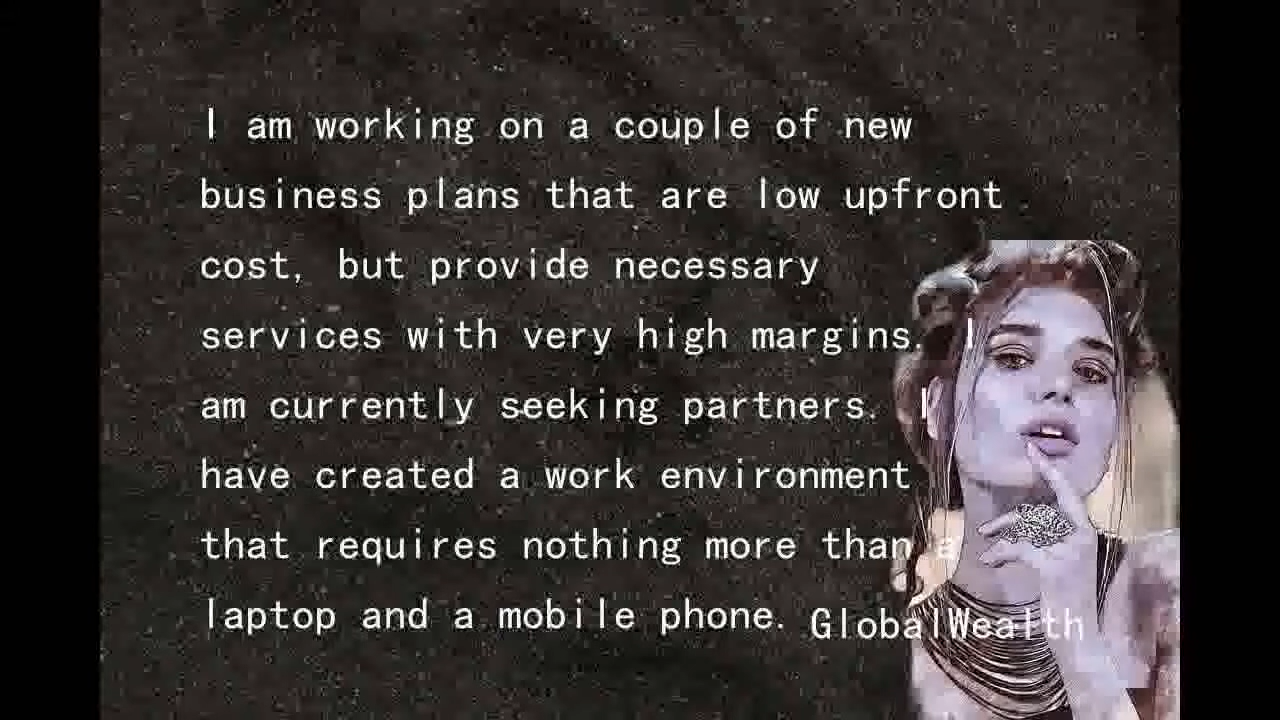 I am working on a couple of new
business plans that are low upfront
cost, but provide necessary
services with very high margins. I
am currently seeking partners. I
have created a work environment
that requires nothing more than a
laptop and a mobile phone.
GlobalWealth